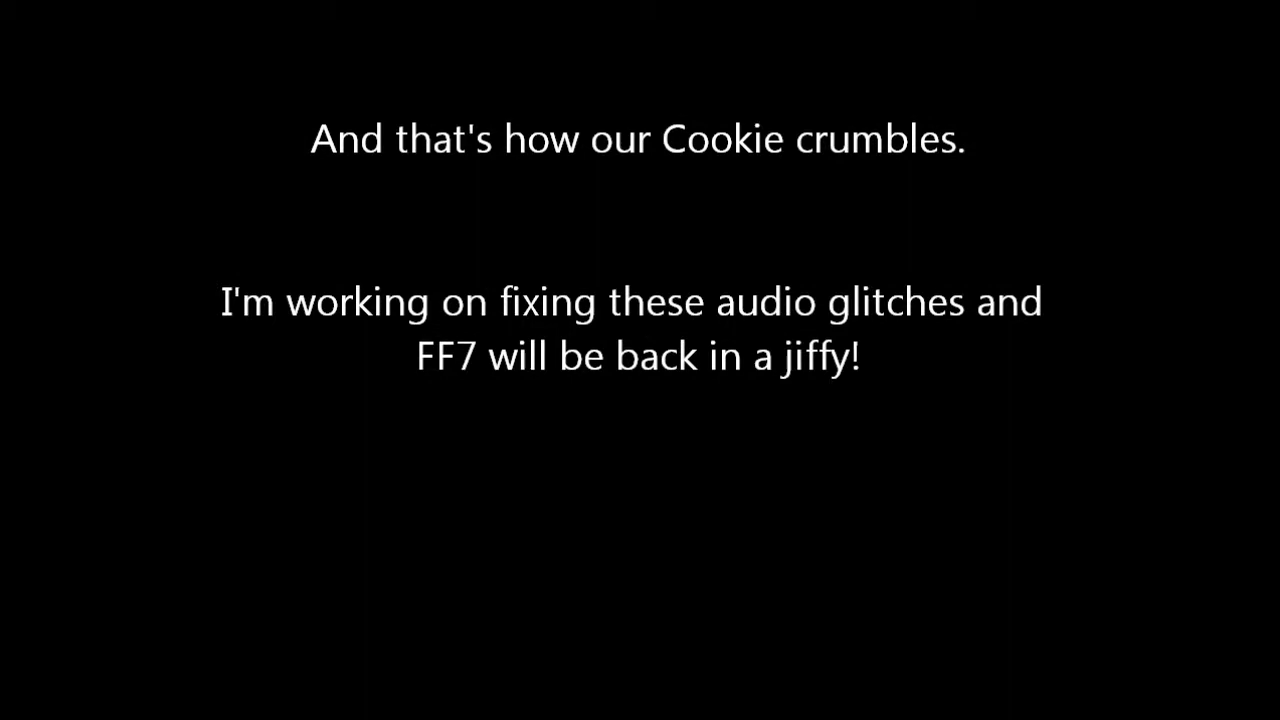 And that's how our Cookie crumbles.
I'm working on fixing these audio glitches and
FF7 will be back in a jiffy!